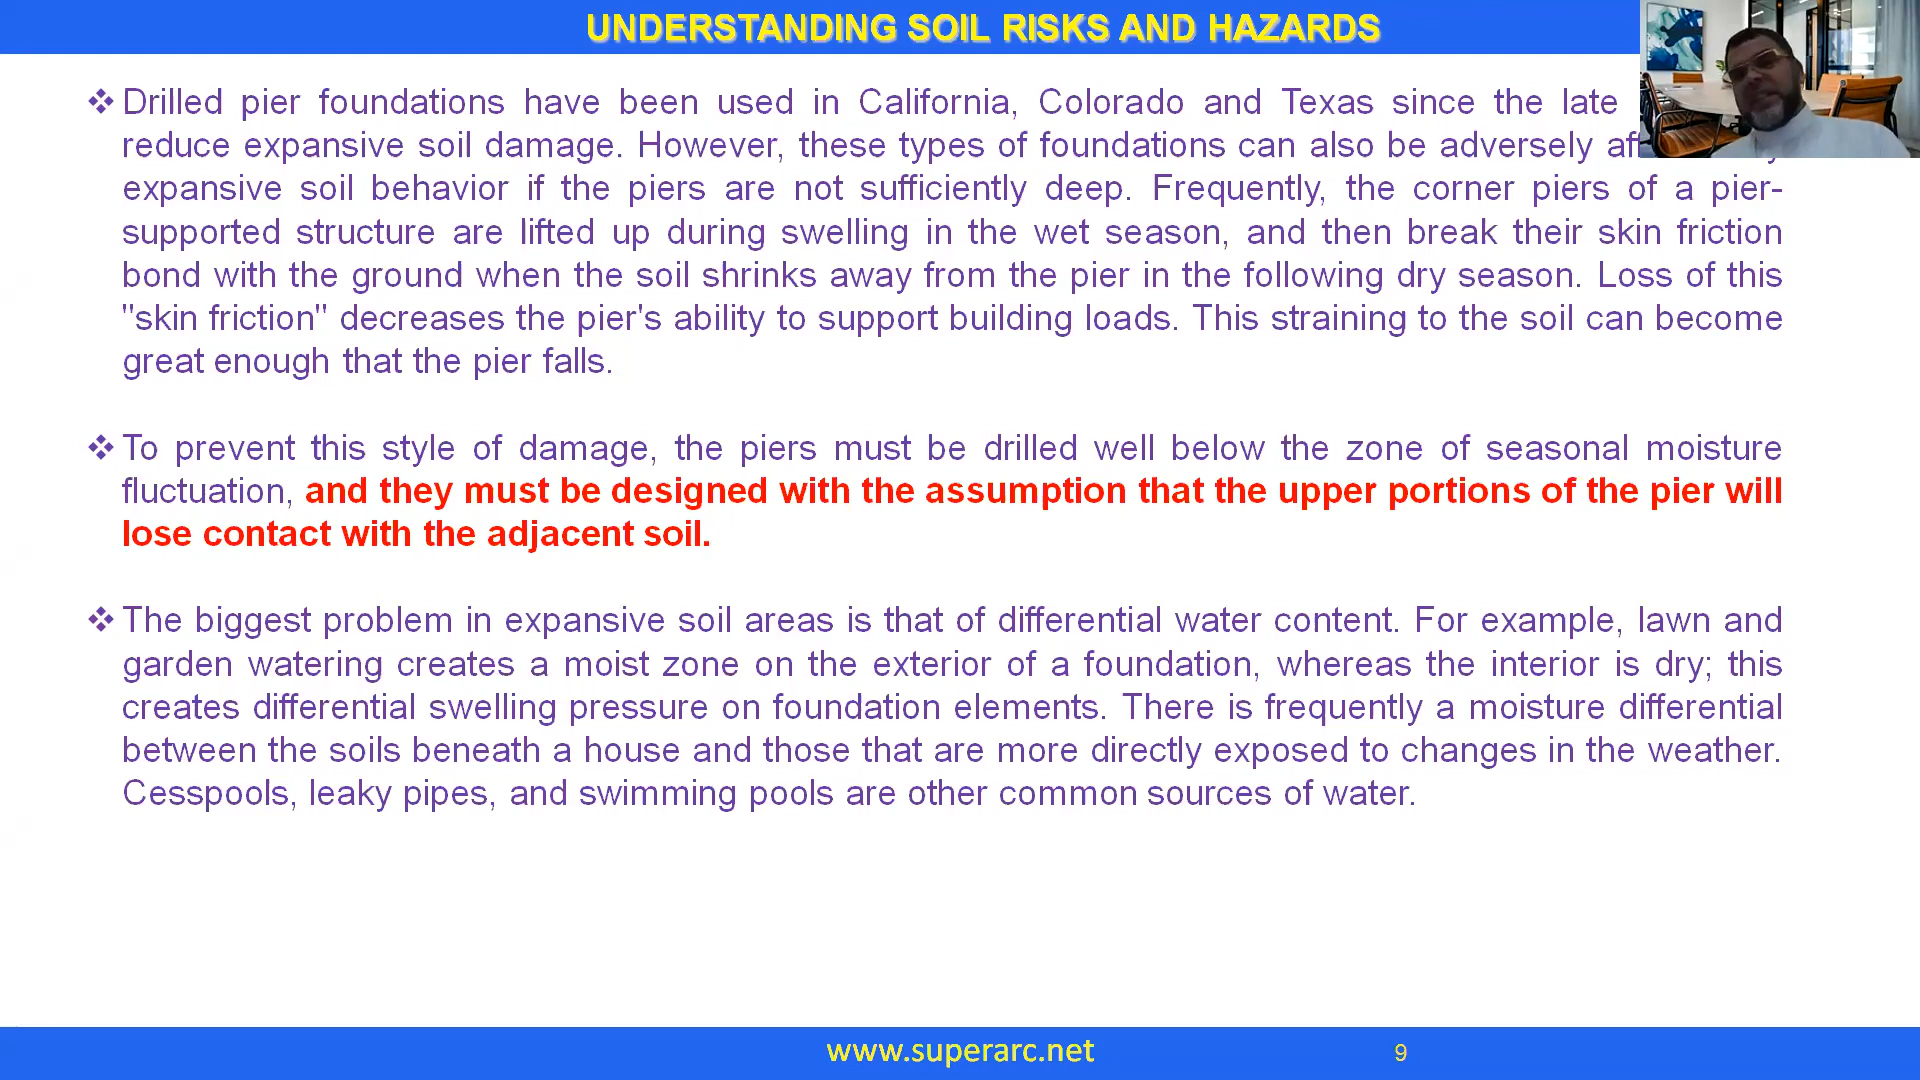 UNDERSTANDING SOIL RISKS AND HAZARDS
❖ Drilled pier foundations have been used in California, Colorado and Texas since the late
reduce expansive soil damage. However, these types of foundations can also be adversely
expansive soil behavior if the piers are not sufficiently deep. Frequently, the corner piers of a pier-
supported structure are lifted up during swelling in the wet season, and then break their skin friction
bond with the ground when the soil shrinks away from the pier in the following dry season. Loss of this
"skin friction" decreases the pier's ability to support building loads. This straining to the soil can become
great enough that the pier falls.
❖ To prevent this style of damage, the piers must be drilled well below the zone of seasonal moisture
fluctuation, and they must be designed with the assumption that the upper portions of the pier will
lose contact with the adjacent soil.
❖ The biggest problem in expansive soil areas is that of differential water content. For example, lawn and
garden watering creates a moist zone on the exterior of a foundation, whereas the interior is dry; this
creates differential swelling pressure on foundation elements. There is frequently a moisture differential
between the soils beneath a house and those that are more directly exposed to changes in the weather.
Cesspools, leaky pipes, and swimming pools are other common sources of water.
www.superarc.net
9